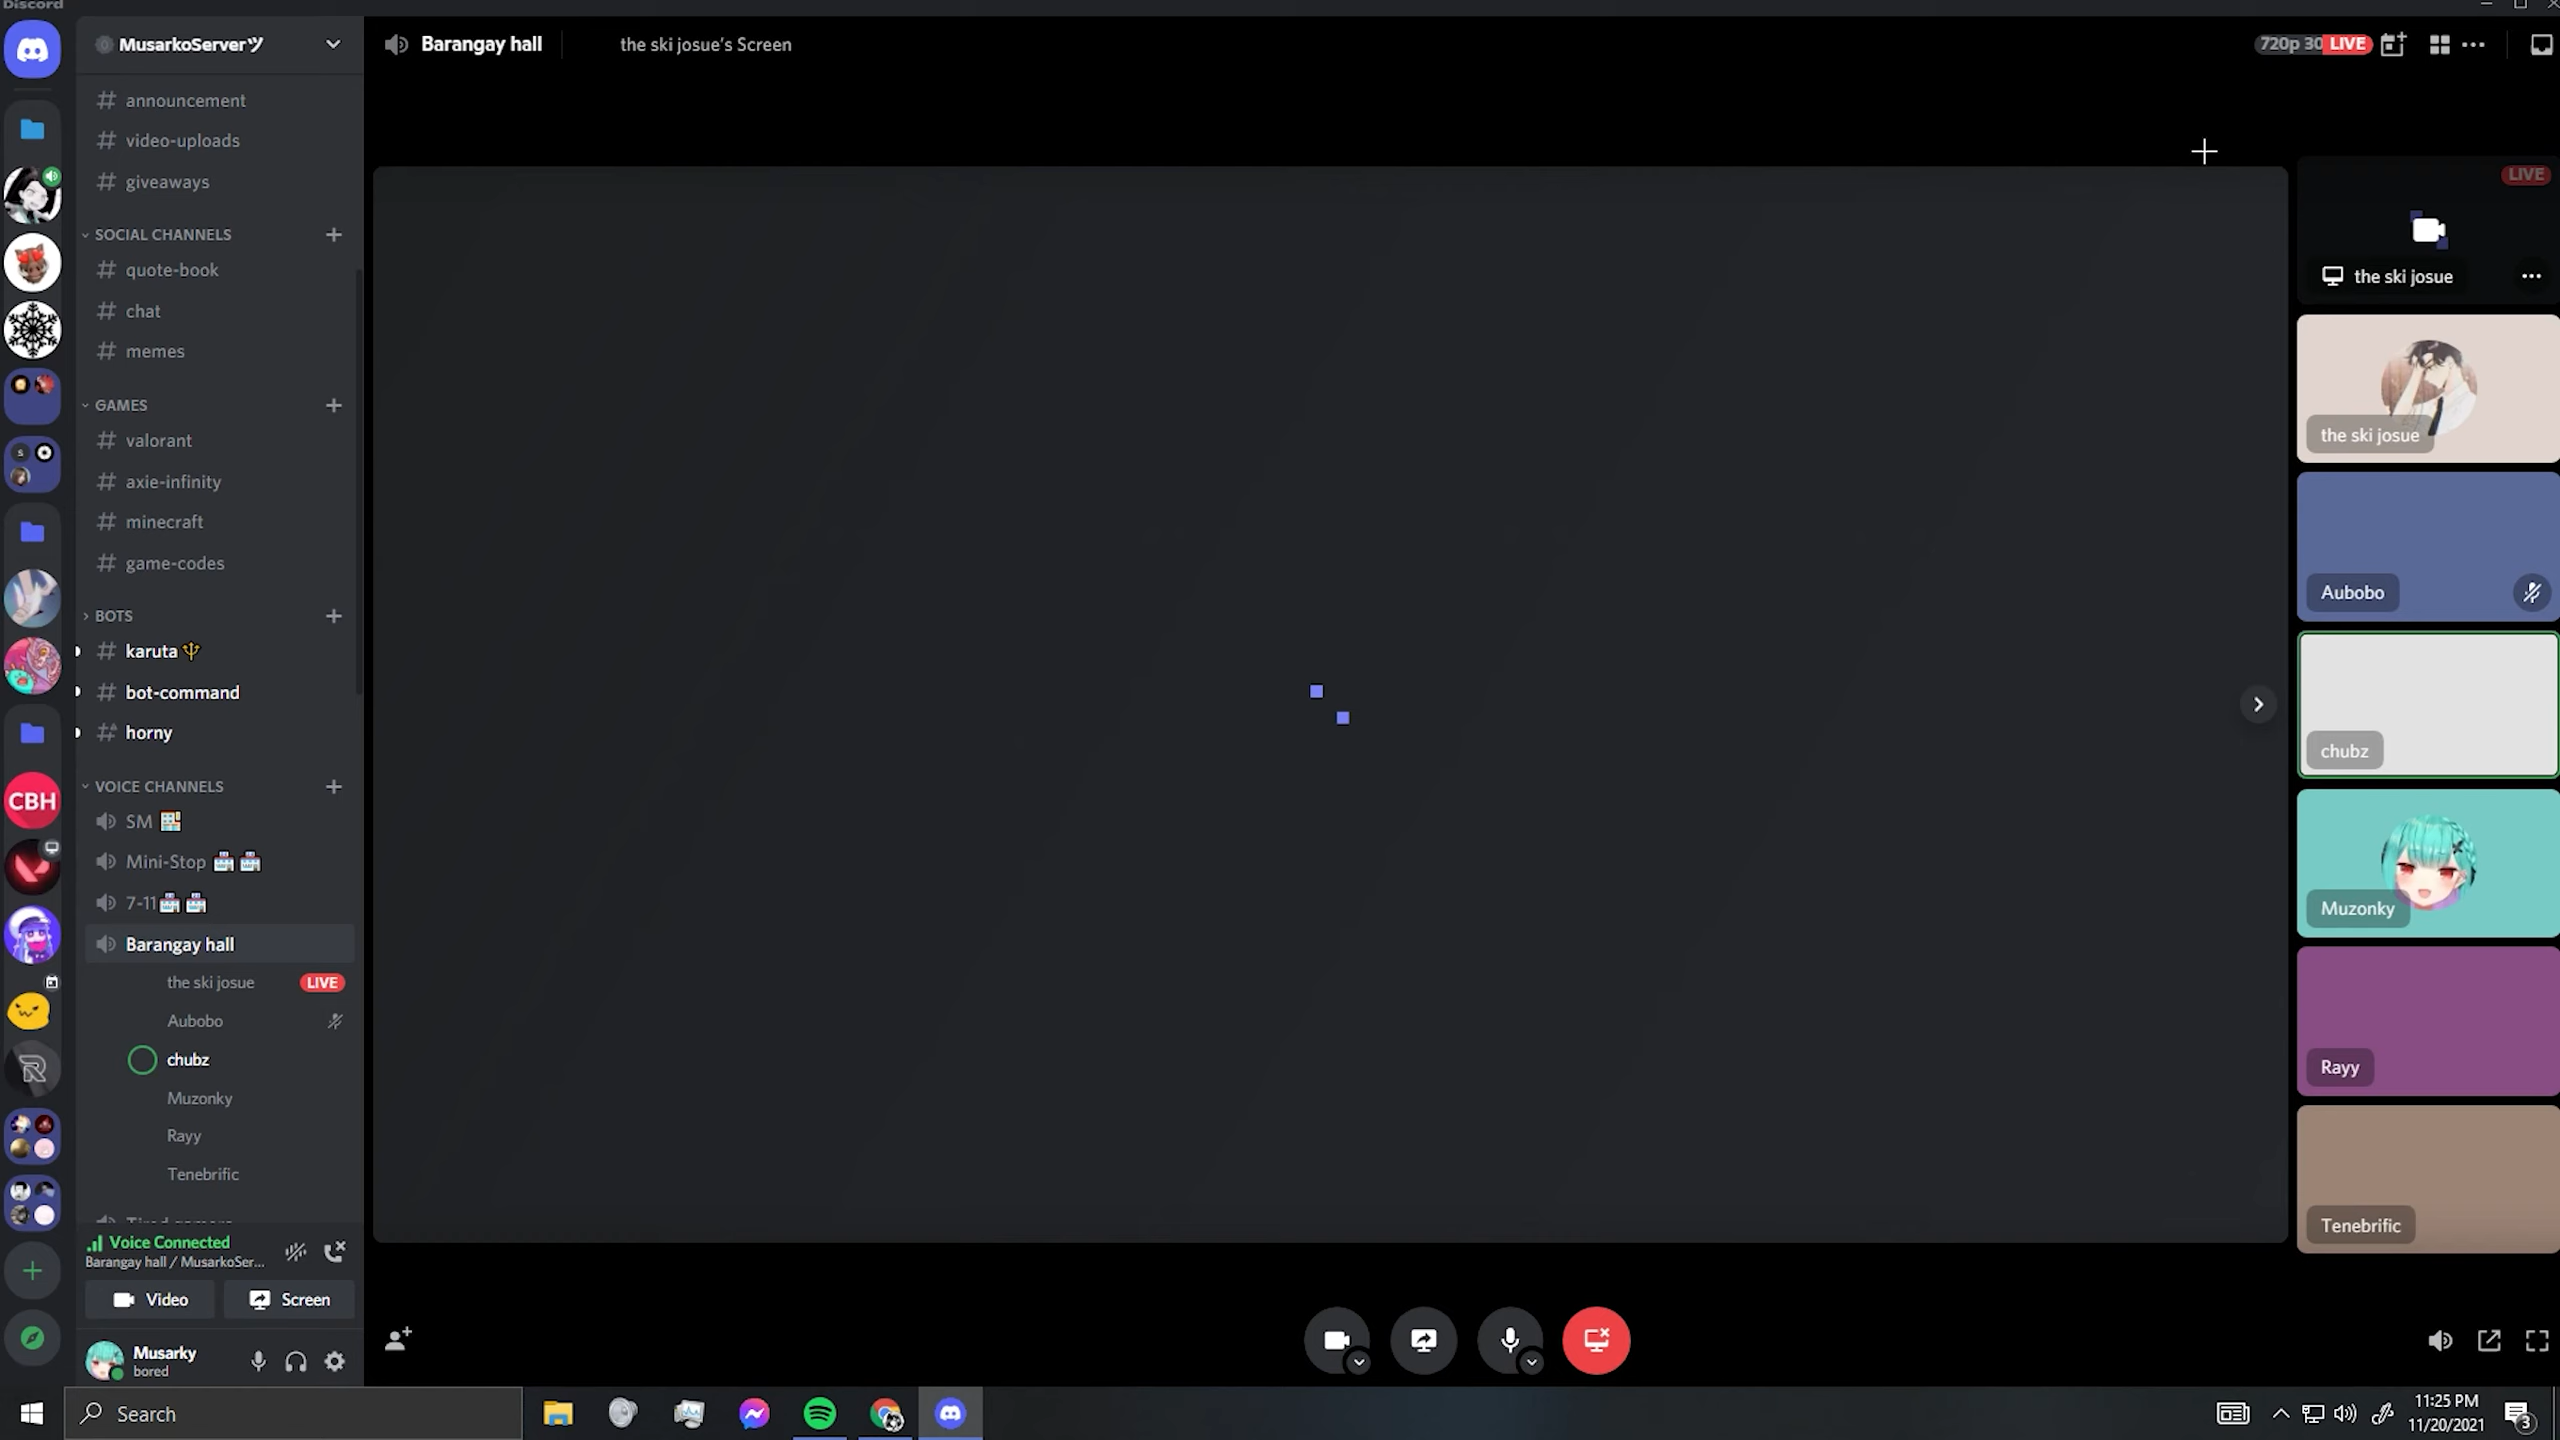 Discord
MusarkoServerツ
announcement
video-uploads
giveaways
SOCIAL CHANNELS
quote-book
chat
memes
GAMES
valorant
axie-infinity
minecraft
game-codes
BOTS
karuta
bot-command
horny
VOICE CHANNELS
SM
Mini-Stop
7-11
Barangay hall
the ski josue LIVE
Aubobo
chubz
Muzonky
Rayy
Tenebrific
Voice Connected
Barangay hall / MusarkoSer...
Video Screen
Musarky
bored
CBH
Barangay hall the ski josue's Screen
720p 30 LIVE
LIVE
the ski josue
the ski josue
Aubobo
chubz
Muzonky
Rayy
Tenebrific
Search
11:25 PM
11/20/2021
3